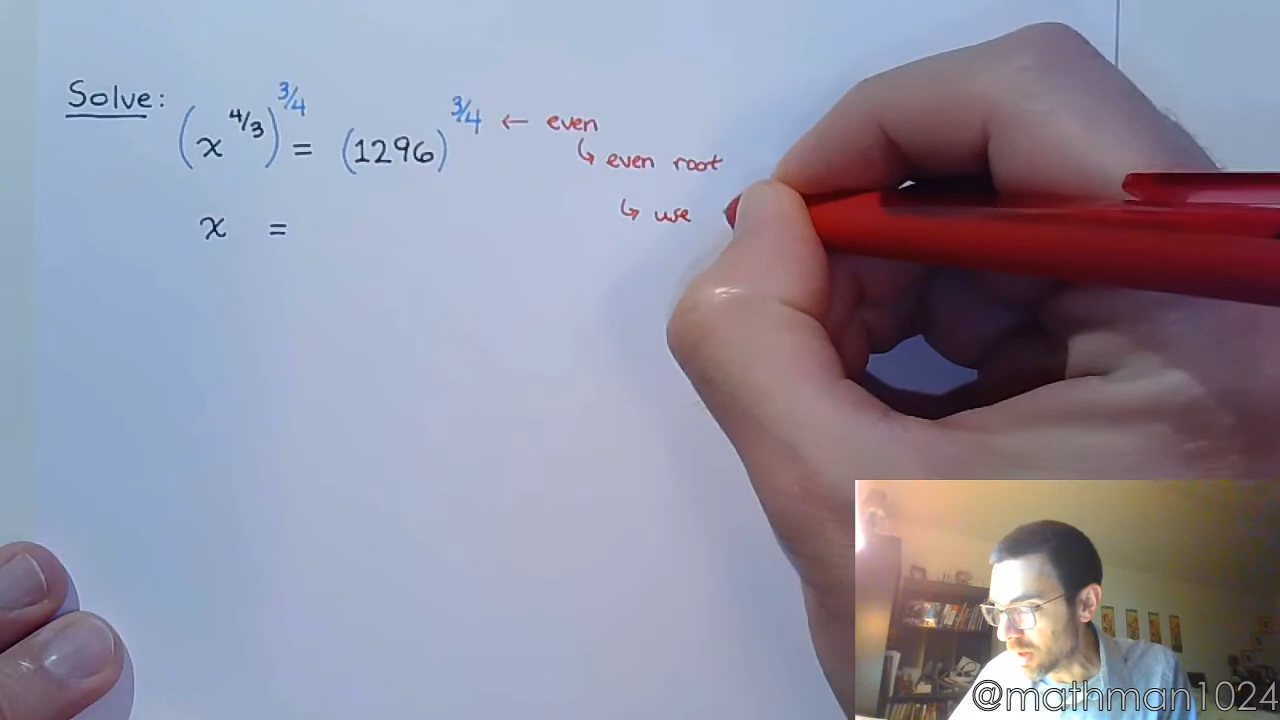 Solve: (x^4/3)^3/4 = (1296)^3/4 ← even
↳ even root
↳ use
x =
@mathman1024